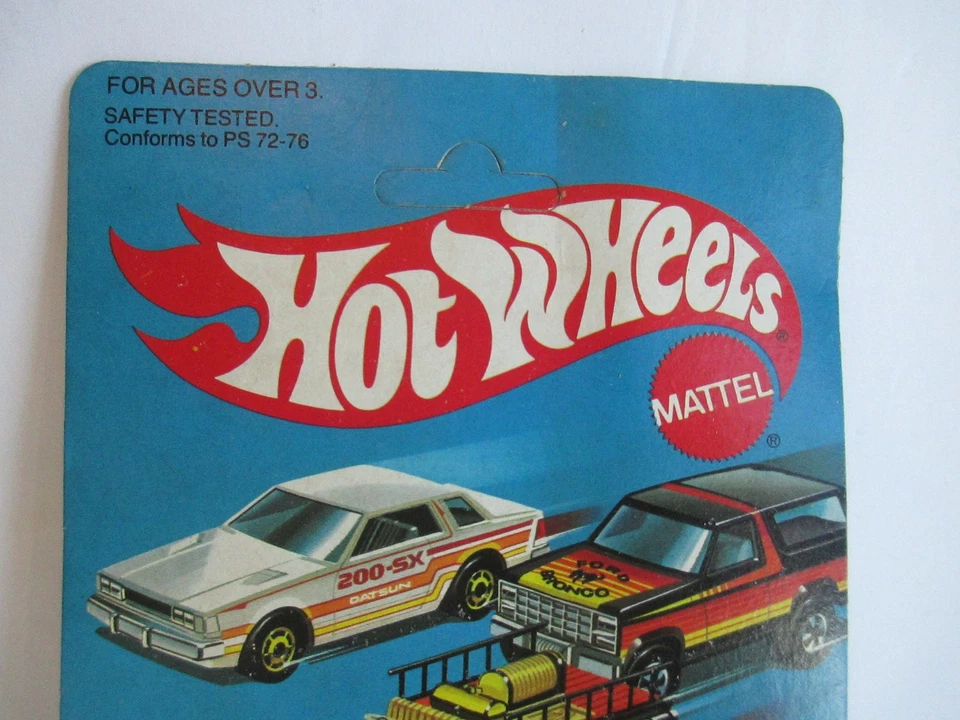 FOR AGES OVER 3.
SAFETY TESTED.
Conforms to PS 72-76
HOT WHEELS ®
MATTEL
®
200-SX
DATSUN
FORD
BRONCO